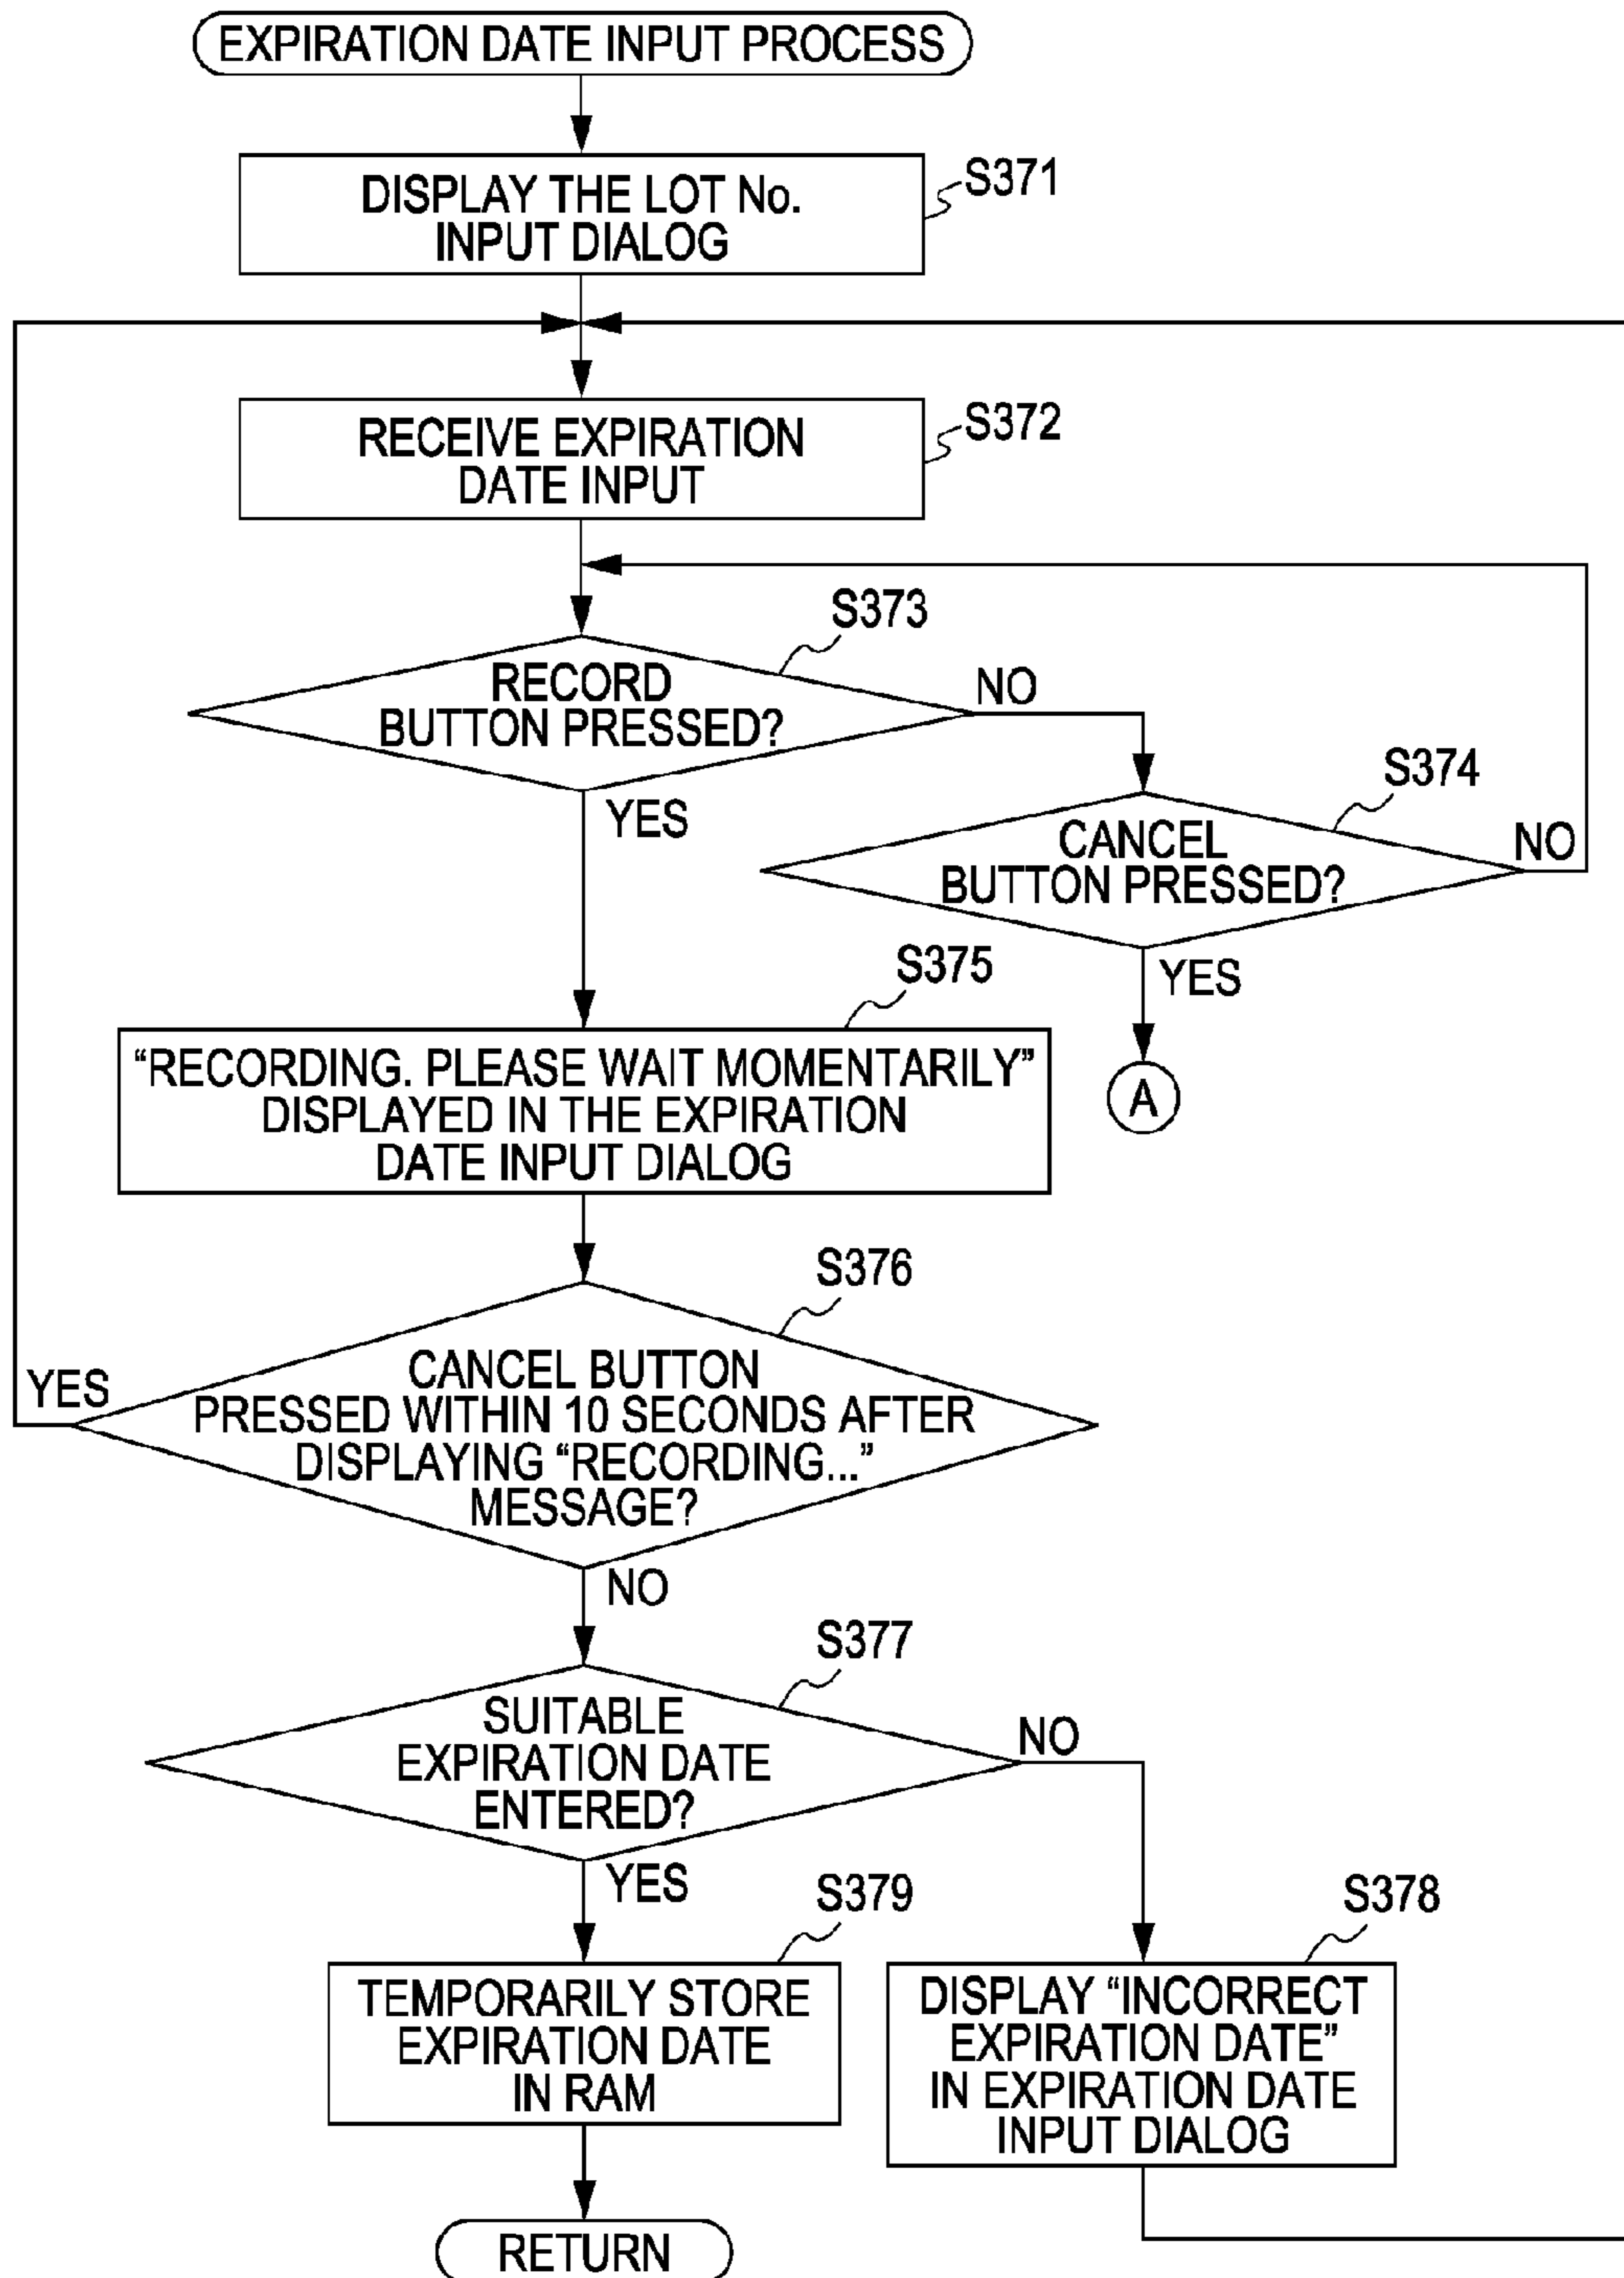 EXPIRATION DATE INPUT PROCESS
DISPLAY THE LOT No.
INPUT DIALOG
S371
RECEIVE EXPIRATION
DATE INPUT
S372
S373
RECORD
BUTTON PRESSED?
NO
YES
S374
CANCEL
BUTTON PRESSED?
NO
YES
A
S375
“RECORDING. PLEASE WAIT MOMENTARILY”
DISPLAYED IN THE EXPIRATION
DATE INPUT DIALOG
S376
CANCEL BUTTON
PRESSED WITHIN 10 SECONDS AFTER
DISPLAYING “RECORDING...”
MESSAGE?
YES
NO
S377
SUITABLE
EXPIRATION DATE
ENTERED?
NO
YES
S379
TEMPORARILY STORE
EXPIRATION DATE
IN RAM
S378
DISPLAY “INCORRECT
EXPIRATION DATE”
IN EXPIRATION DATE
INPUT DIALOG
RETURN